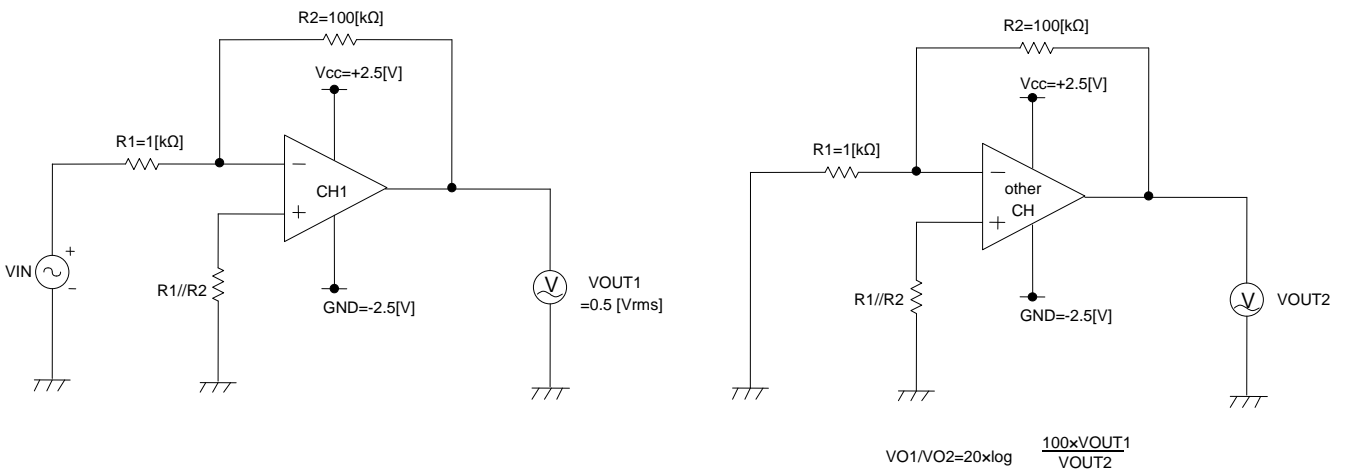 R2=100[kΩ]
Vcc=+2.5[V]
R1=1[kΩ]
−
CH1
+
VIN
+
−
R1//R2
GND=-2.5[V]
V
VOUT1
=0.5 [Vrms]
R2=100[kΩ]
Vcc=+2.5[V]
R1=1[kΩ]
−
other
CH
+
R1//R2
GND=-2.5[V]
V
VOUT2
VO1/VO2=20×log
100×VOUT1
VOUT2